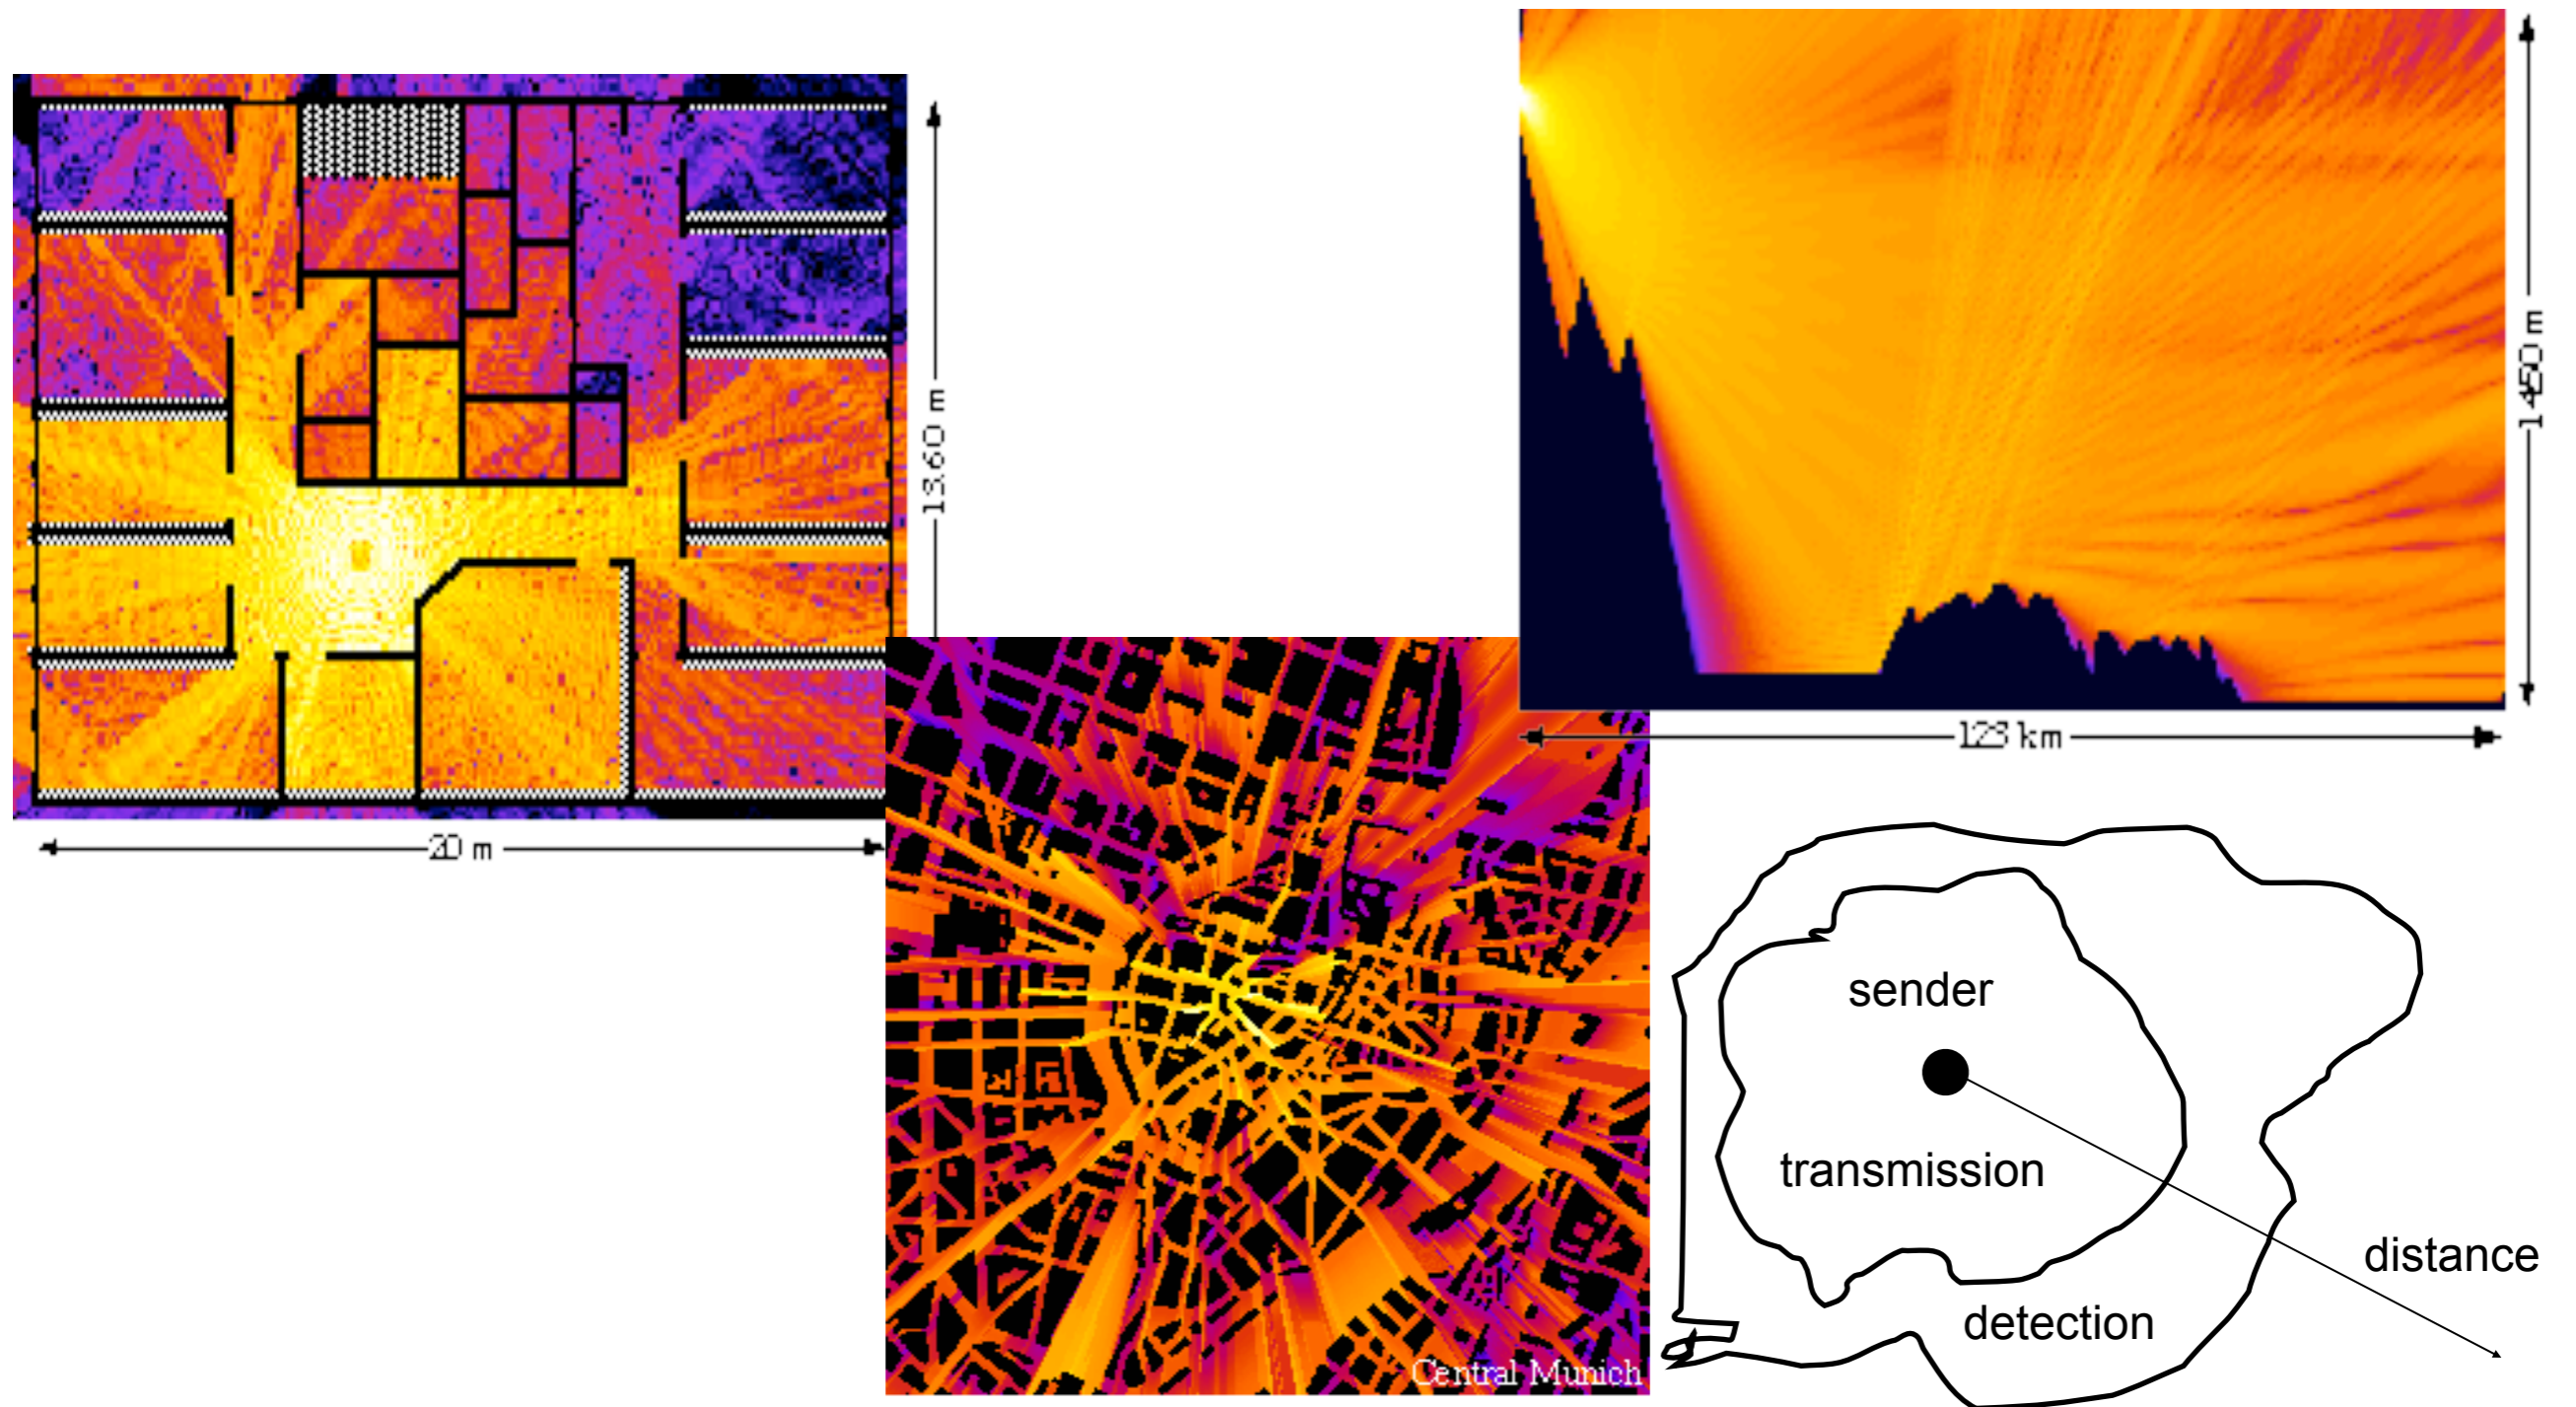 13.60 m
20 m
123 km
Central Munich
sender
transmission
detection
distance